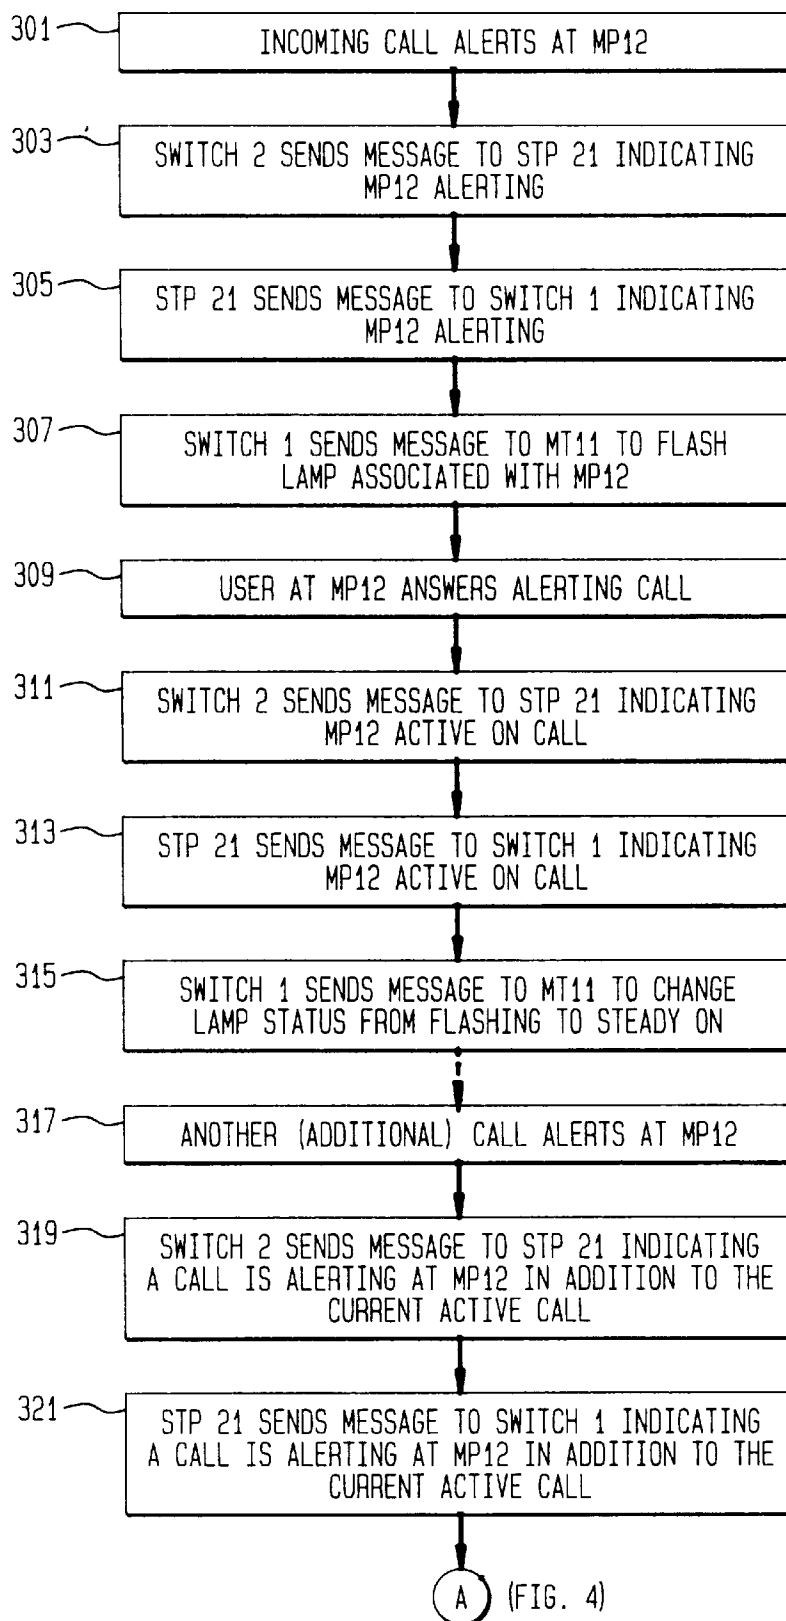 301
INCOMING CALL ALERTS AT MP12
303
SWITCH 2 SENDS MESSAGE TO STP 21 INDICATING
MP12 ALERTING
305
STP 21 SENDS MESSAGE TO SWITCH 1 INDICATING
MP12 ALERTING
307
SWITCH 1 SENDS MESSAGE TO MT11 TO FLASH
LAMP ASSOCIATED WITH MP12
309
USER AT MP12 ANSWERS ALERTING CALL
311
SWITCH 2 SENDS MESSAGE TO STP 21 INDICATING
MP12 ACTIVE ON CALL
313
STP 21 SENDS MESSAGE TO SWITCH 1 INDICATING
MP12 ACTIVE ON CALL
315
SWITCH 1 SENDS MESSAGE TO MT11 TO CHANGE
LAMP STATUS FROM FLASHING TO STEADY ON
317
ANOTHER (ADDITIONAL) CALL ALERTS AT MP12
319
SWITCH 2 SENDS MESSAGE TO STP 21 INDICATING
A CALL IS ALERTING AT MP12 IN ADDITION TO THE
CURRENT ACTIVE CALL
321
STP 21 SENDS MESSAGE TO SWITCH 1 INDICATING
A CALL IS ALERTING AT MP12 IN ADDITION TO THE
CURRENT ACTIVE CALL
A (FIG. 4)